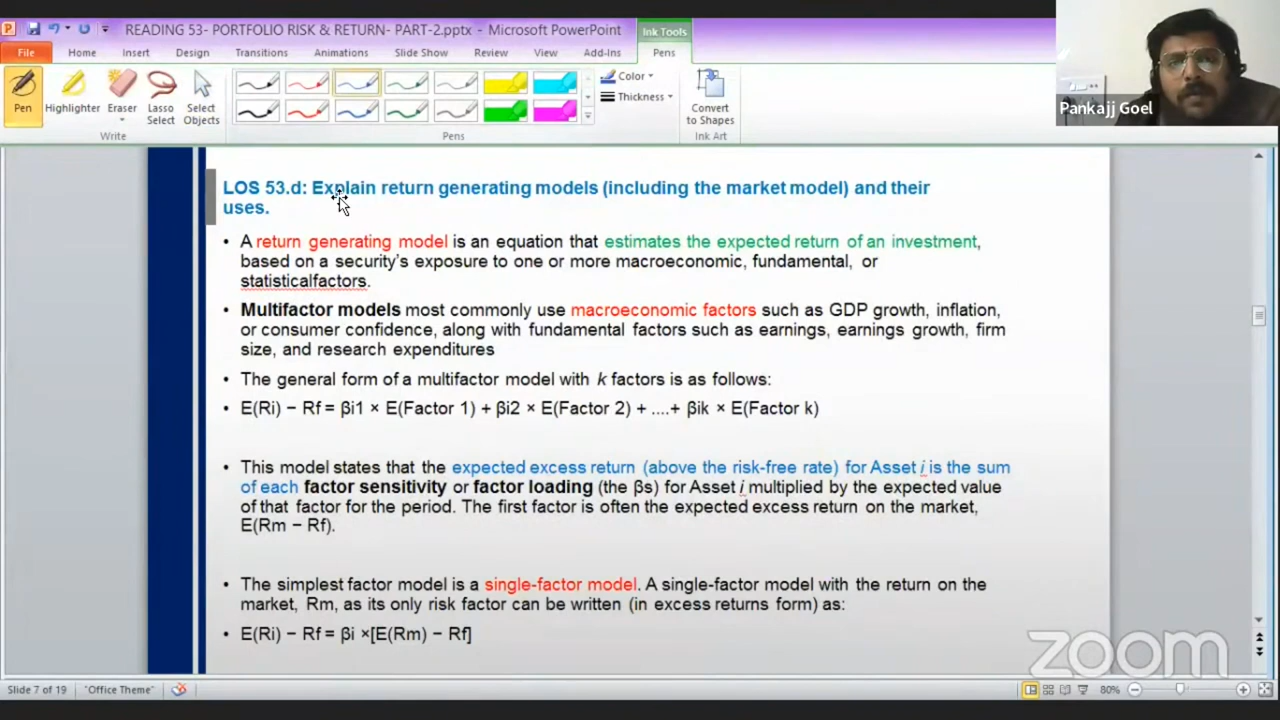 READING 53- PORTFOLIO RISK & RETURN- PART-2.pptx - Microsoft PowerPoint
Ink Tools
File Home Insert Design Transitions Animations Slide Show Review View Add-Ins Pens
Pen Highlighter Eraser Lasso Select Select Objects
Color
Thickness
Convert to Shapes
Write Pens Ink Art
Pankajj Goel
LOS 53.d: Explain return generating models (including the market model) and their
uses.
• A return generating model is an equation that estimates the expected return of an investment,
based on a security's exposure to one or more macroeconomic, fundamental, or
statisticalfactors.
• Multifactor models most commonly use macroeconomic factors such as GDP growth, inflation,
or consumer confidence, along with fundamental factors such as earnings, earnings growth, firm
size, and research expenditures
• The general form of a multifactor model with k factors is as follows:
• E(Ri) − Rf = βi1 × E(Factor 1) + βi2 × E(Factor 2) + ....+ βik × E(Factor k)
• This model states that the expected excess return (above the risk-free rate) for Asset i is the sum
of each factor sensitivity or factor loading (the βs) for Asset i multiplied by the expected value
of that factor for the period. The first factor is often the expected excess return on the market,
E(Rm − Rf).
• The simplest factor model is a single-factor model. A single-factor model with the return on the
market, Rm, as its only risk factor can be written (in excess returns form) as:
• E(Ri) − Rf = βi ×[E(Rm) − Rf]
zoom
Slide 7 of 19 "Office Theme" 80%